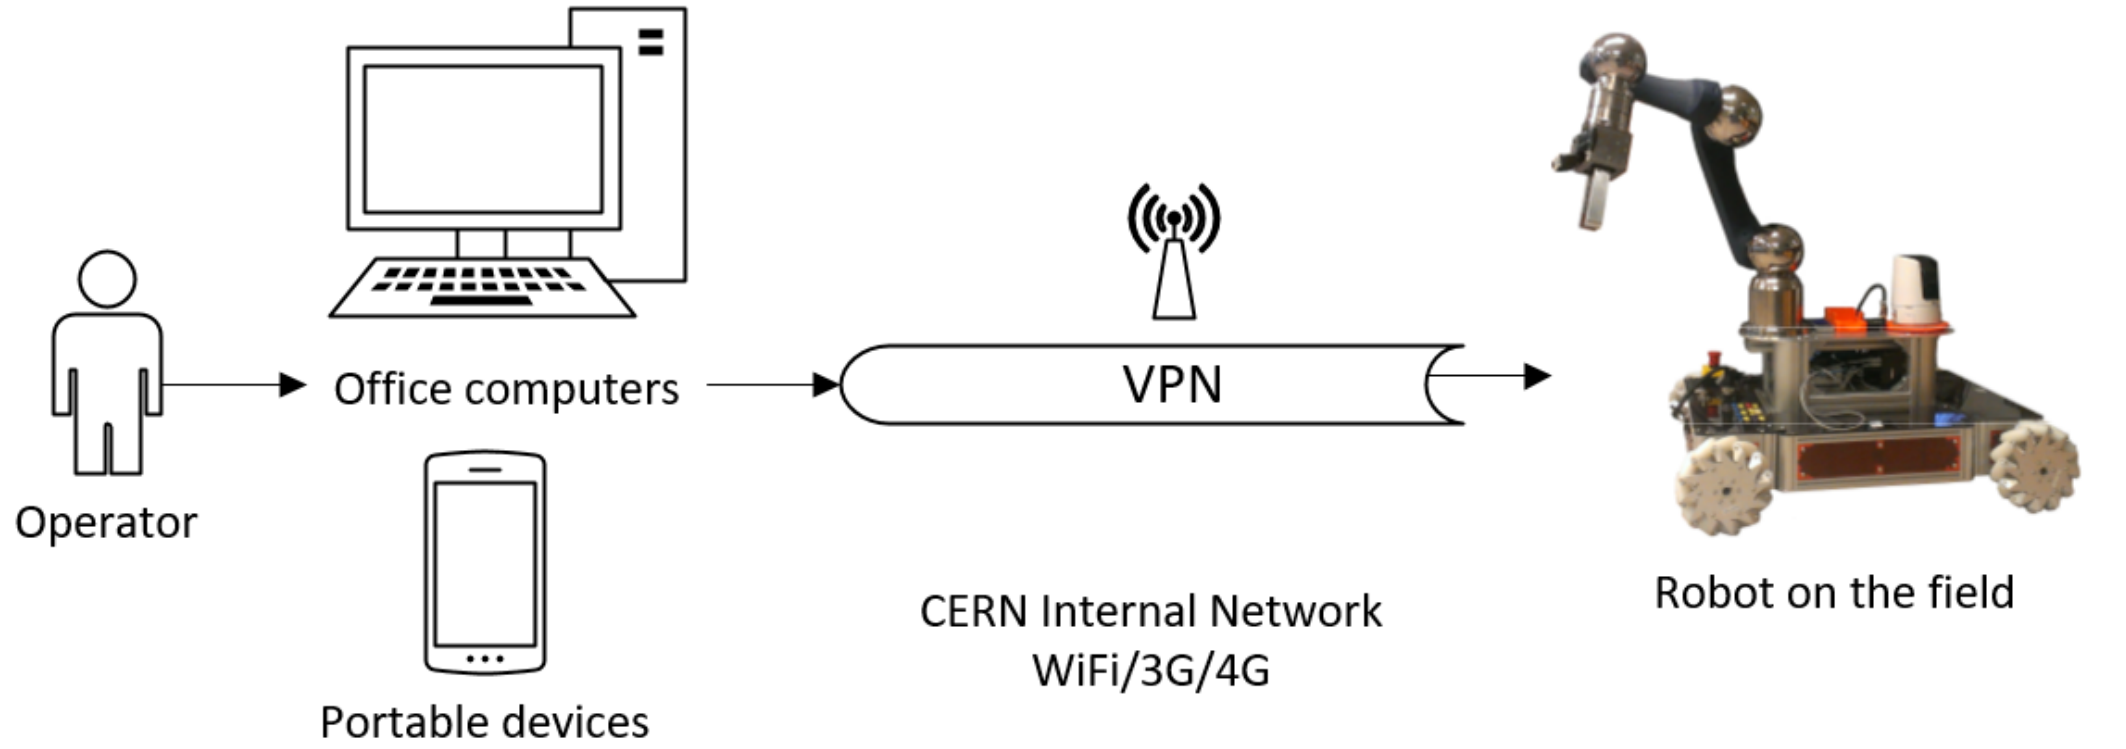 Operator
Office computers
Portable devices
VPN
CERN Internal Network
WiFi/3G/4G
Robot on the field